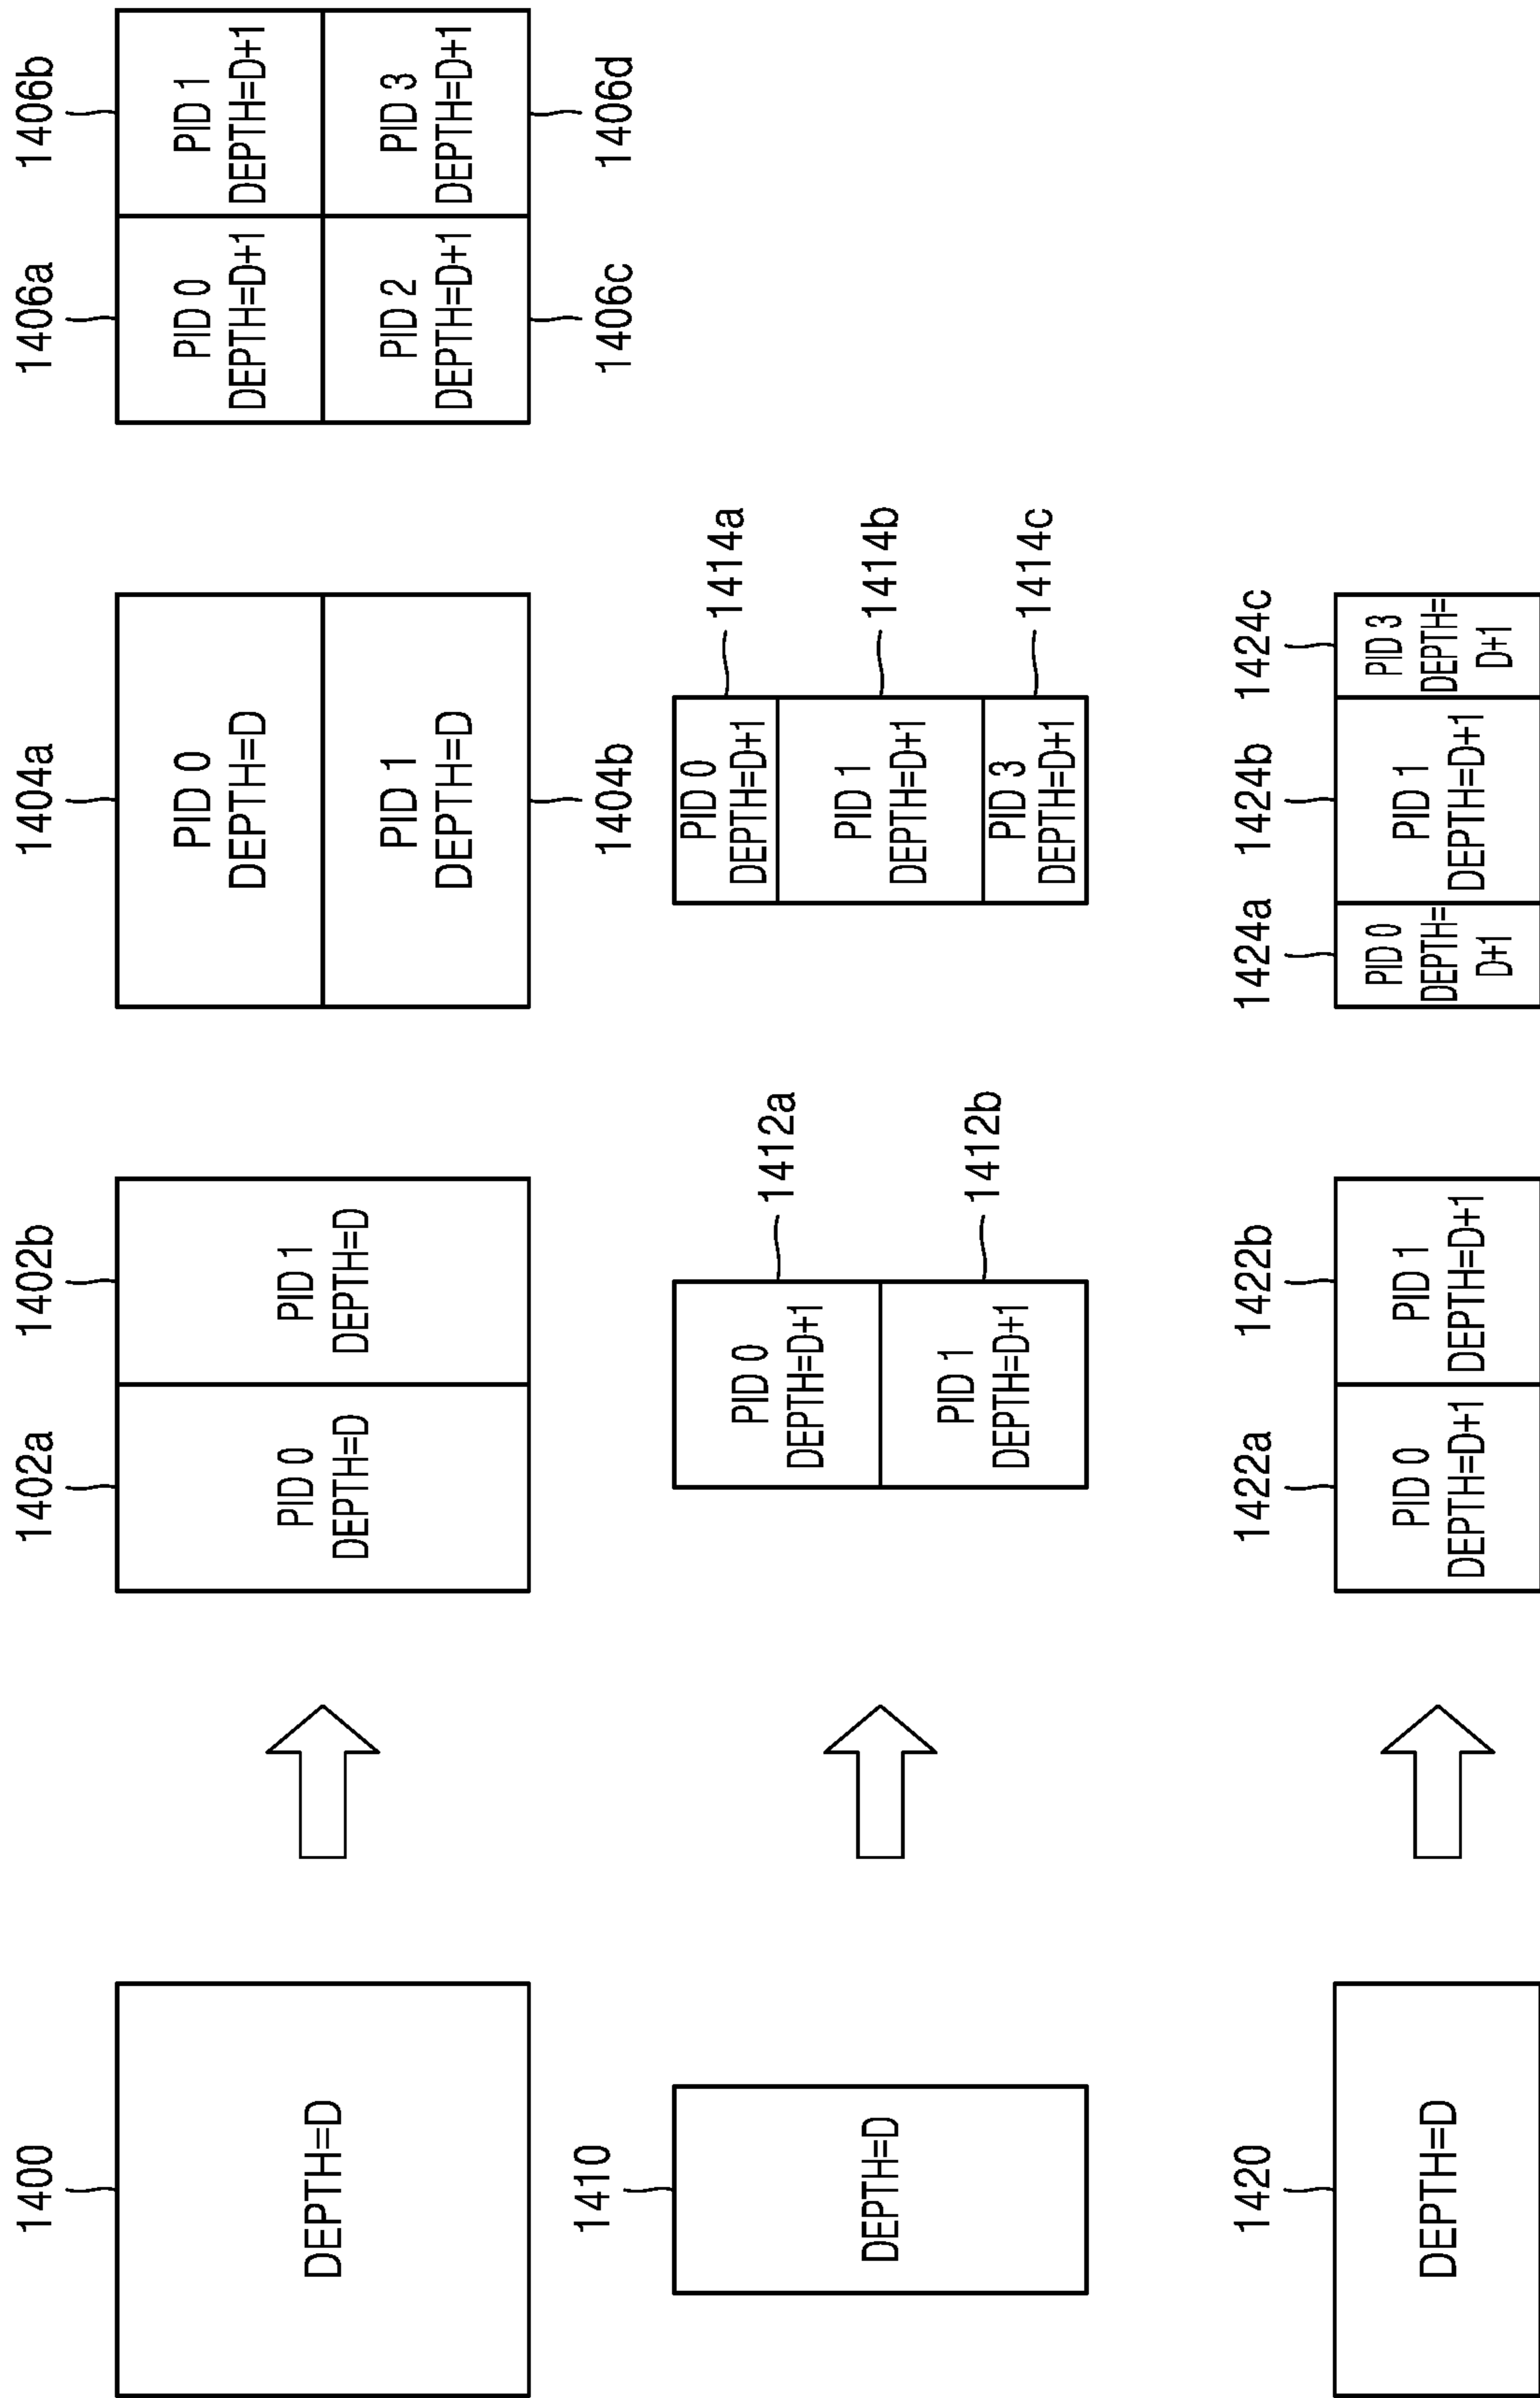 1400
DEPTH=D
1402a
1402b
PID 0
DEPTH=D
PID 1
DEPTH=D
1404a
PID 0
DEPTH=D
PID 1
DEPTH=D
1404b
1406a
1406b
PID 0
DEPTH=D+1
PID 1
DEPTH=D+1
PID 2
DEPTH=D+1
PID 3
DEPTH=D+1
1406c
1406d
1410
DEPTH=D
PID 0
DEPTH=D+1
1412a
PID 1
DEPTH=D+1
1412b
PID 0
DEPTH=D+1
1414a
PID 1
DEPTH=D+1
1414b
PID 3
DEPTH=D+1
1414c
1420
DEPTH=D
1422a
1422b
PID 0
DEPTH=D+1
PID 1
DEPTH=D+1
1424a
1424b
1424c
PID 0
DEPTH=
D+1
PID 1
DEPTH=D+1
PID 3
DEPTH=
D+1